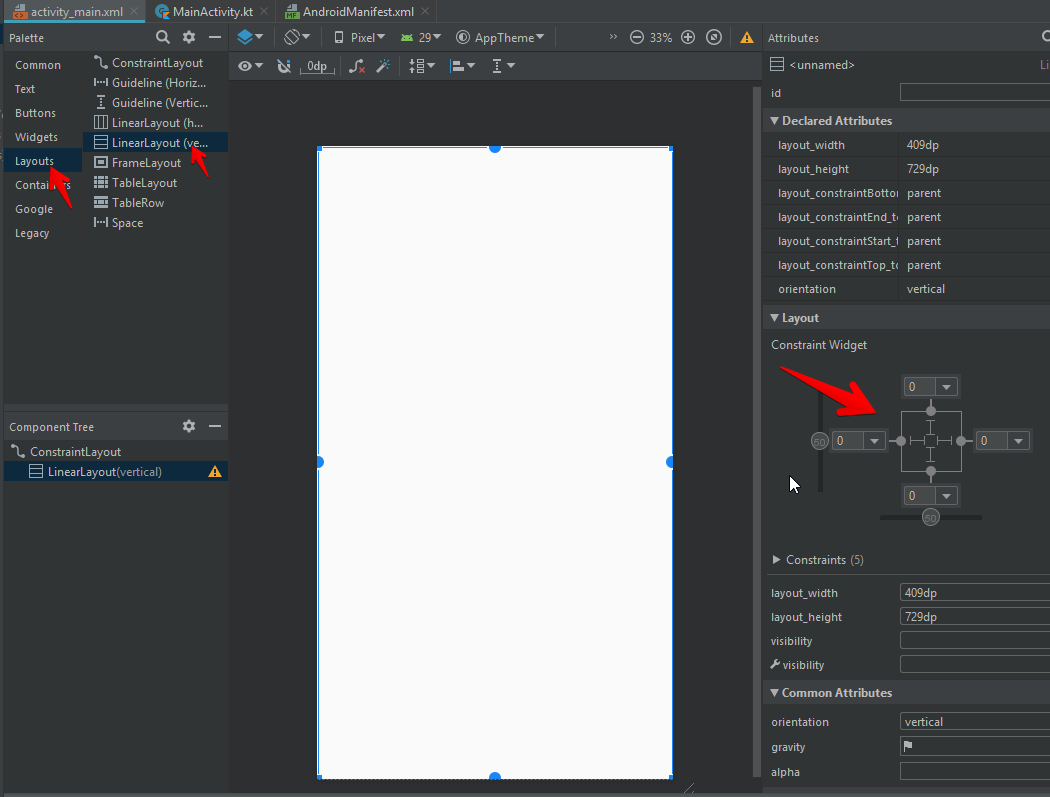 activity_main.xml
MainActivity.kt
AndroidManifest.xml
MF
Palette
Pixel
29
AppTheme
33%
Attributes
Common
Text
Buttons
Widgets
Layouts
Google
Legacy
ConstraintLayout
Guideline (Horiz...
Guideline (Vertic...
LinearLayout (h...
LinearLayout (ve...
FrameLayout
TableLayout
TableRow
Space
0dp
<unnamed>
Li
id
Declared Attributes
layout_width 409dp
layout_height 729dp
layout_constraintBottor parent
layout_constraintEnd_t parent
layout_constraintStart_t parent
layout_constraintTop_to parent
orientation vertical
Layout
Constraint Widget
0
50 0 0
0
50
Constraints (5)
layout_width 409dp
layout_height 729dp
visibility
visibility
Common Attributes
orientation vertical
gravity
alpha
Component Tree
ConstraintLayout
LinearLayout(vertical)